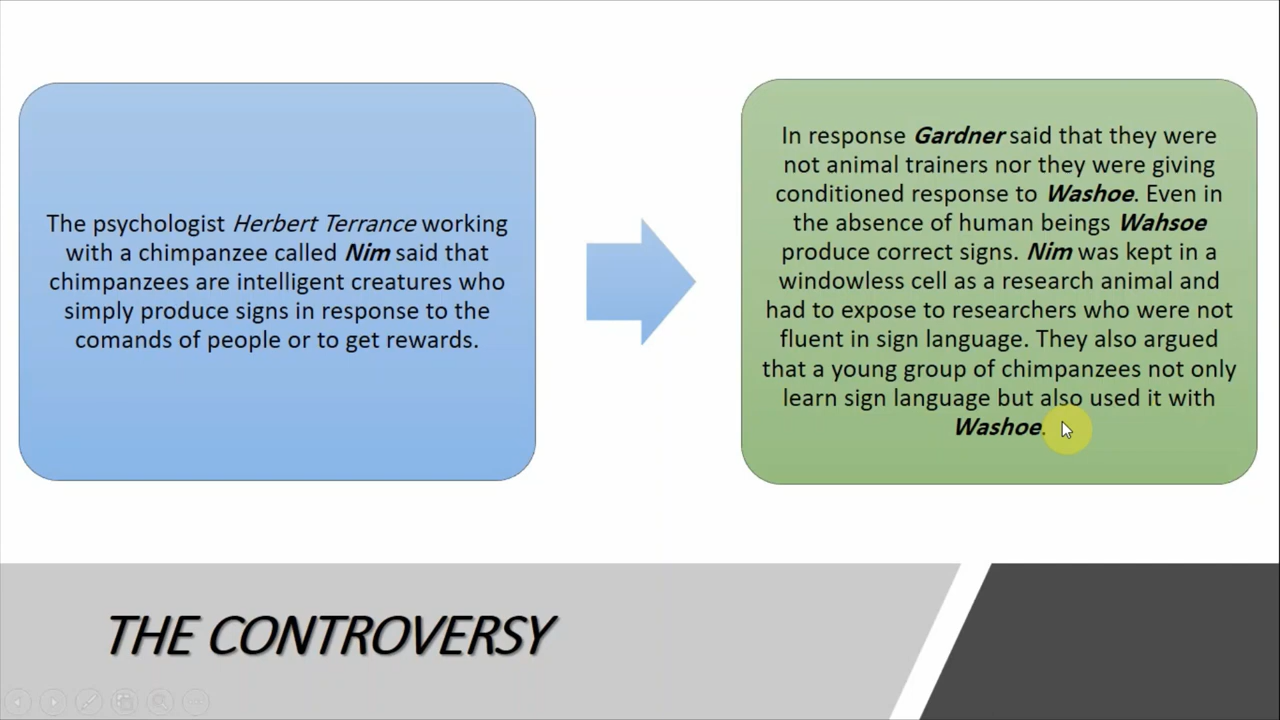 The psychologist Herbert Terrance working
with a chimpanzee called Nim said that
chimpanzees are intelligent creatures who
simply produce signs in response to the
comands of people or to get rewards.
In response Gardner said that they were
not animal trainers nor they were giving
conditioned response to Washoe. Even in
the absence of human beings Wahsoe
produce correct signs. Nim was kept in a
windowless cell as a research animal and
had to expose to researchers who were not
fluent in sign language. They also argued
that a young group of chimpanzees not only
learn sign language but also used it with
Washoe.
THE CONTROVERSY